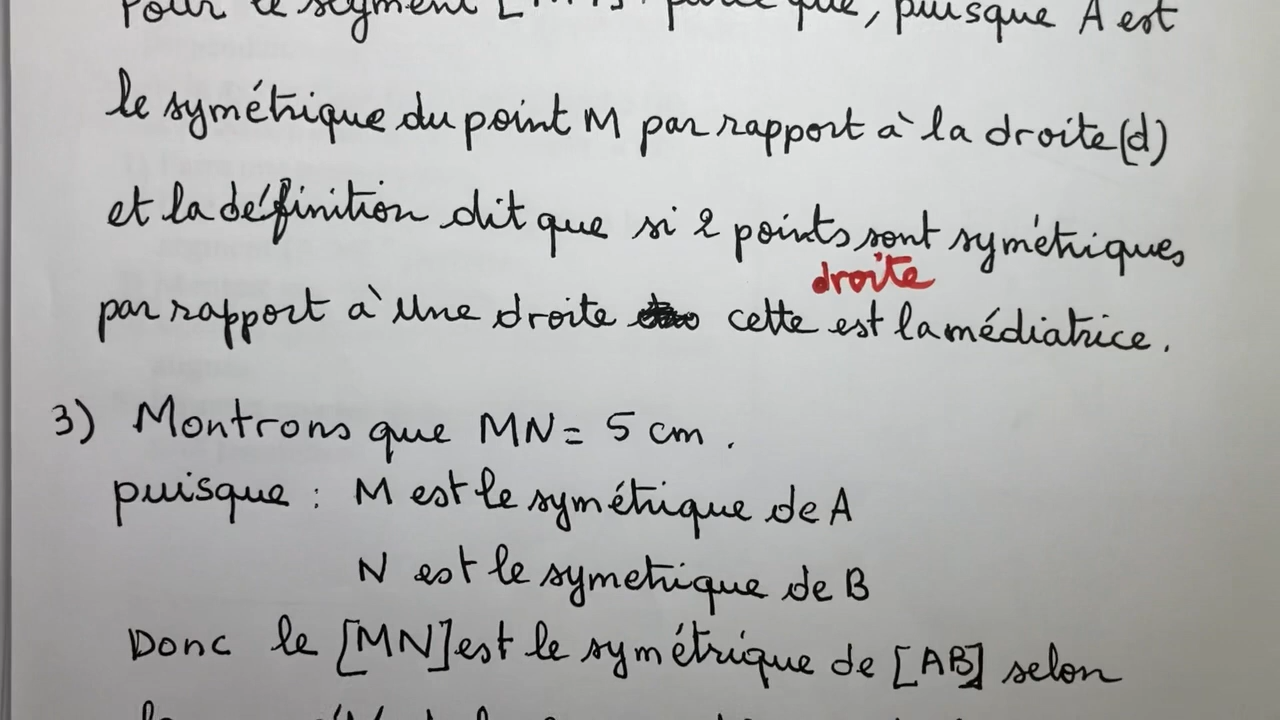 Pour le segment [ parce que, puisque A est
le symétrique du point M par rapport à la droite (d)
et la définition dit que si 2 points sont symétriques
droite
par rapport à une droite cette est la médiatrice.
3) Montrons que MN = 5 cm.
puisque : M est le symétrique de A
N est le symetrique de B
Donc le [MN] est le symétrique de [AB] selon